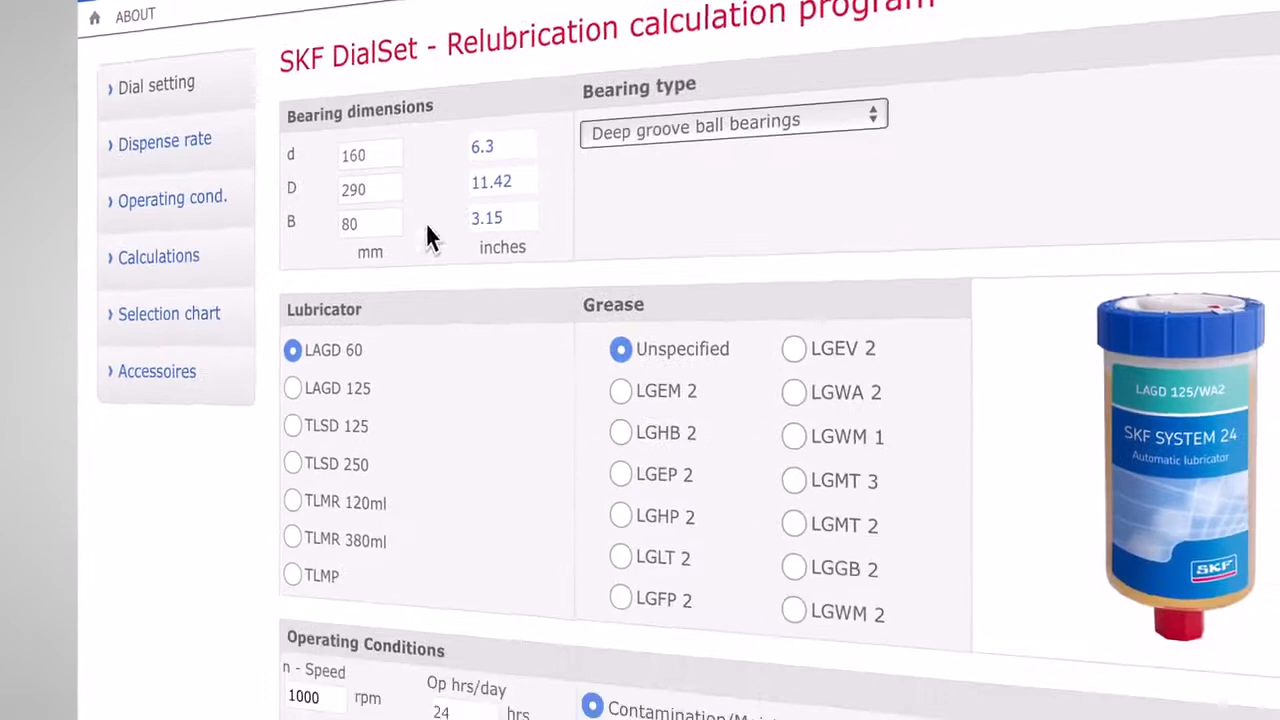 ABOUT
SKF DialSet - Relubrication calculation program
› Dial setting
› Dispense rate
› Operating cond.
› Calculations
› Selection chart
› Accessoires
Bearing dimensions
d 160 6.3
D 290 11.42
B 80 3.15
mm inches
Bearing type
Deep groove ball bearings
Lubricator
LAGD 60
LAGD 125
TLSD 125
TLSD 250
TLMR 120ml
TLMR 380ml
TLMP
Grease
Unspecified LGEV 2
LGEM 2 LGWA 2
LGHB 2 LGWM 1
LGEP 2 LGMT 3
LGHP 2 LGMT 2
LGLT 2 LGGB 2
LGFP 2 LGWM 2
LAGD 125/WA2
SKF SYSTEM 24
Automatic lubricator
SKF
Operating Conditions
n - Speed Op hrs/day
1000 rpm 24 hrs